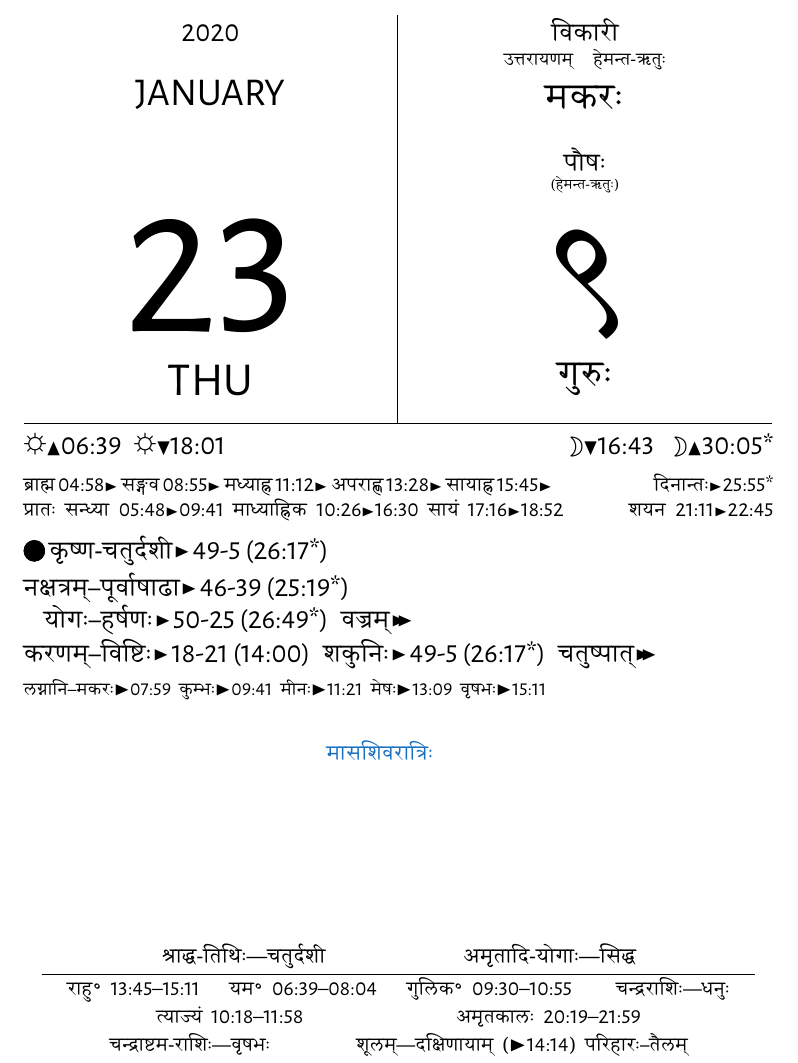 2020
JANUARY
23
THU
विकारी
उत्तरायणम् हेमन्त-ऋतुः
मकरः
पौषः
(हेमन्त-ऋतुः)
९
गुरुः
☼▲06:39 ☼▼18:01 ☽▼16:43 ☽▲30:05*
ब्राह्म 04:58► सङ्गव 08:55► मध्याह्न 11:12► अपराह्ण 13:28► सायाह्न 15:45► दिनान्तः►25:55*
प्रातः सन्ध्या 05:48►09:41 माध्याह्निक 10:26►16:30 सायं 17:16►18:52 शयन 21:11►22:45
●कृष्ण-चतुर्दशी►49-5 (26:17*)
नक्षत्रम्–पूर्वाषाढा►46-39 (25:19*)
योगः–हर्षणः►50-25 (26:49*) वज्रम्►►
करणम्–विष्टिः►18-21 (14:00) शकुनिः►49-5 (26:17*) चतुष्पात्►►
लग्नानि–मकरः►07:59 कुम्भः►09:41 मीनः►11:21 मेषः►13:09 वृषभः►15:11
मासशिवरात्रिः
श्राद्ध-तिथिः—चतुर्दशी अमृतादि-योगाः—सिद्ध
राहु° 13:45–15:11 यम° 06:39–08:04 गुलिक° 09:30–10:55 चन्द्रराशिः—धनुः
त्याज्यं 10:18–11:58 अमृतकालः 20:19–21:59
चन्द्राष्टम-राशिः—वृषभः शूलम्—दक्षिणायाम् (►14:14) परिहारः–तैलम्